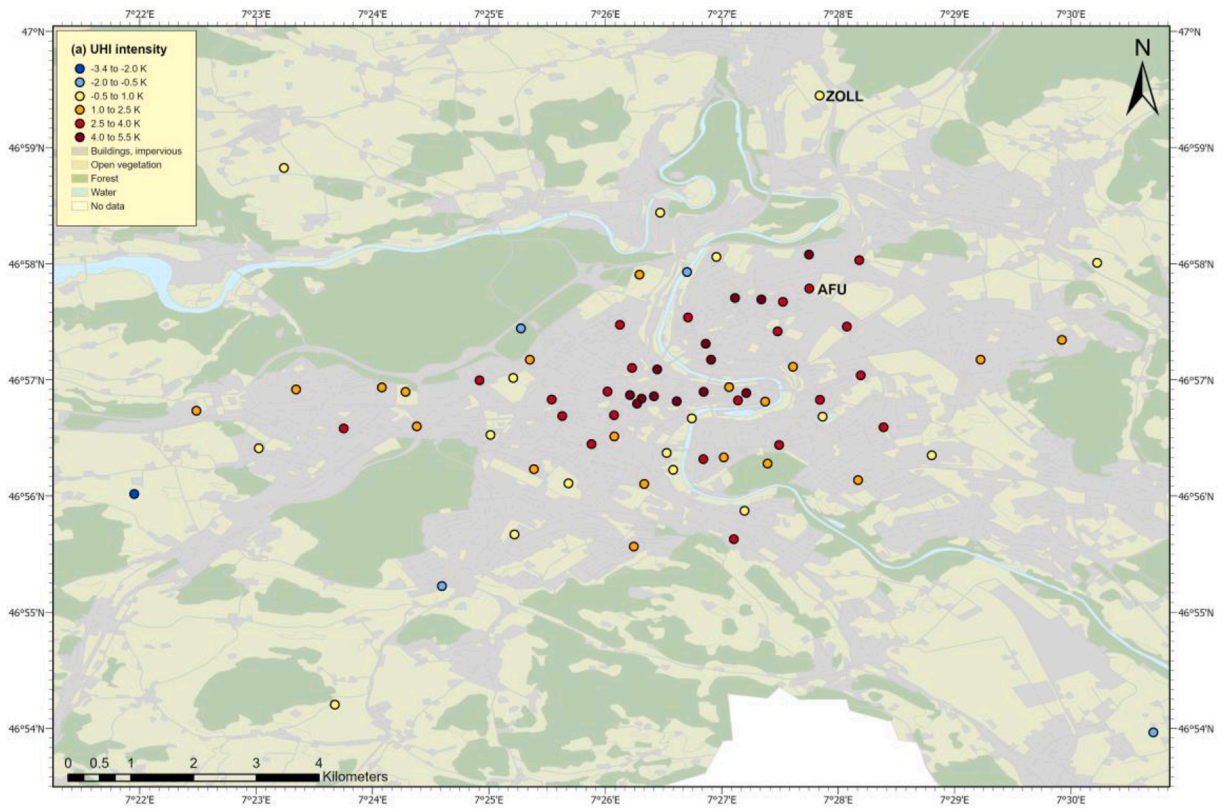 7°22'E 7°23'E 7°24'E 7°25'E 7°26'E 7°27'E 7°28'E 7°29'E 7°30'E
47°N 47°N
(a) UHI intensity
N
-3.4 to -2.0 K
-2.0 to -0.5 K
-0.5 to 1.0 K
ZOLL
1.0 to 2.5 K
2.5 to 4.0 K
4.0 to 5.5 K
46°59'N 46°59'N
Buildings, impervious
Open vegetation
Forest
Water
No data
46°58'N 46°58'N
AFU
46°57'N 46°57'N
46°56'N 46°56'N
46°55'N 46°55'N
46°54'N 46°54'N
0 0.5 1 2 3 4
Kilometers
7°22'E 7°23'E 7°24'E 7°25'E 7°26'E 7°27'E 7°28'E 7°29'E 7°30'E